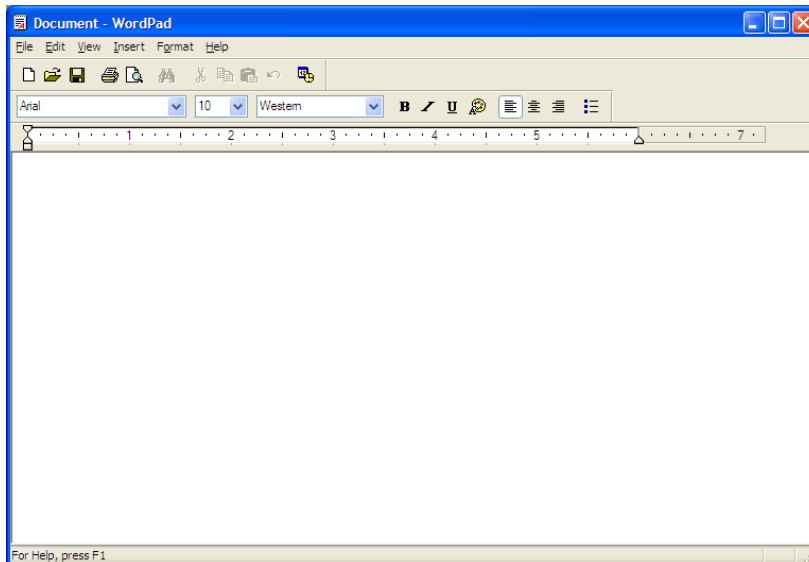 Document - WordPad
File Edit View Insert Format Help
Arial 10 Western B I U
1 2 3 4 5 7
For Help, press F1